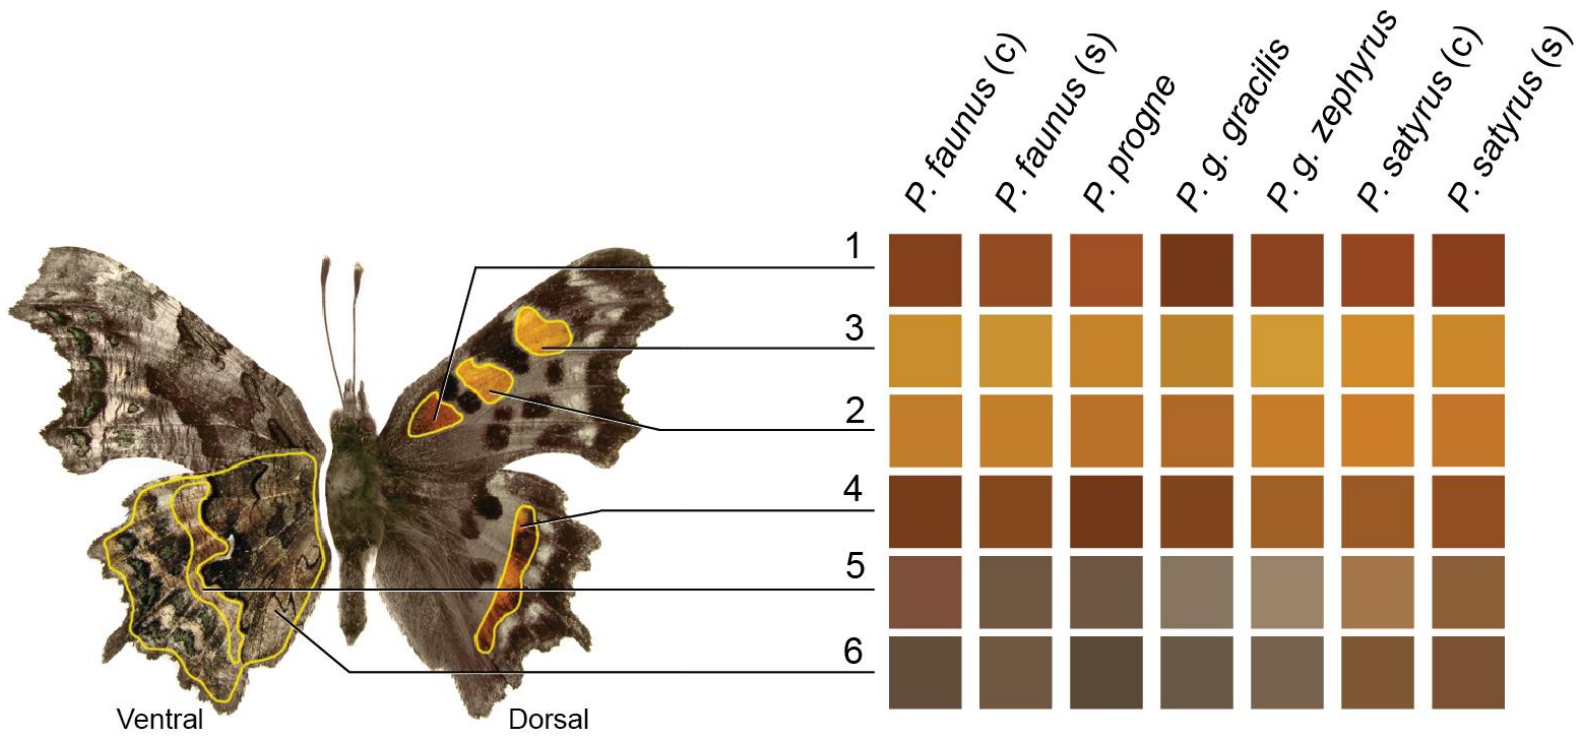 P. faunus (c)
P. faunus (s)
P. progne
P. g. gracilis
P. g. zephyrus
P. satyrus (c)
P. satyrus (s)
1
3
2
4
5
6
Ventral
Dorsal